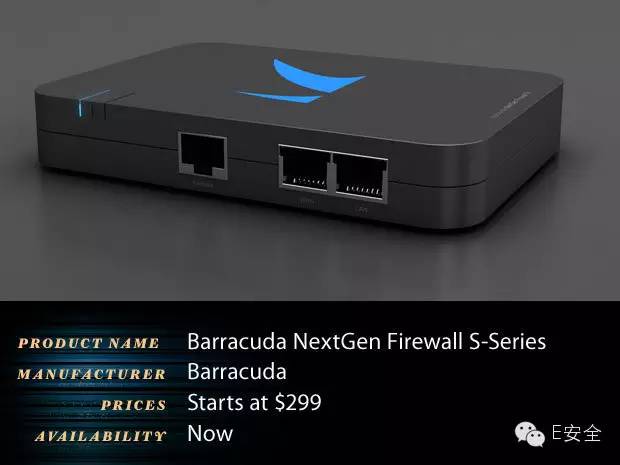 PRODUCT NAME Barracuda NextGen Firewall S-Series
MANUFACTURER Barracuda
PRICES Starts at $299
AVAILABILITY Now
E安全